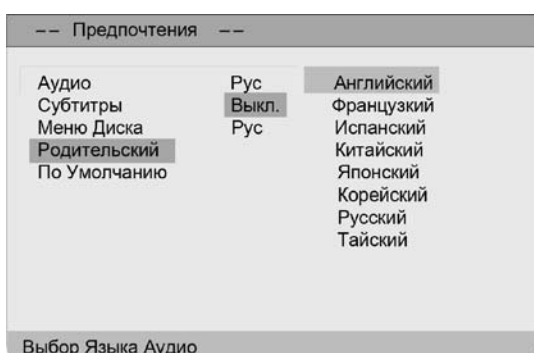 -- Предпочтения --
Аудио Рус Английский
Субтитры Выкл. Французкий
Меню Диска Рус Испанский
Родительский Китайский
По Умолчанию Японский
Корейский
Русский
Тайский
Выбор Языка Аудио